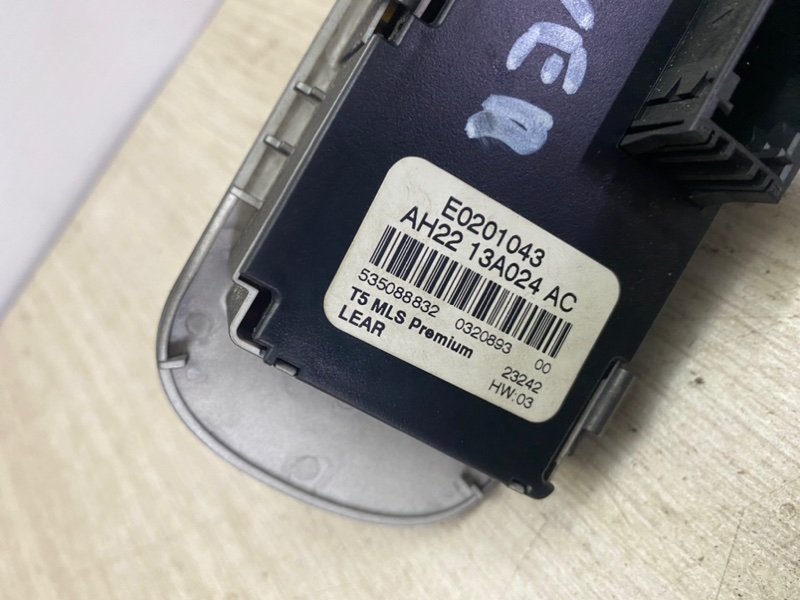 E0201043
AH22 13A024 AC
535088832 0320893 00
T5 MLS Premium 23242
LEAR HW:03